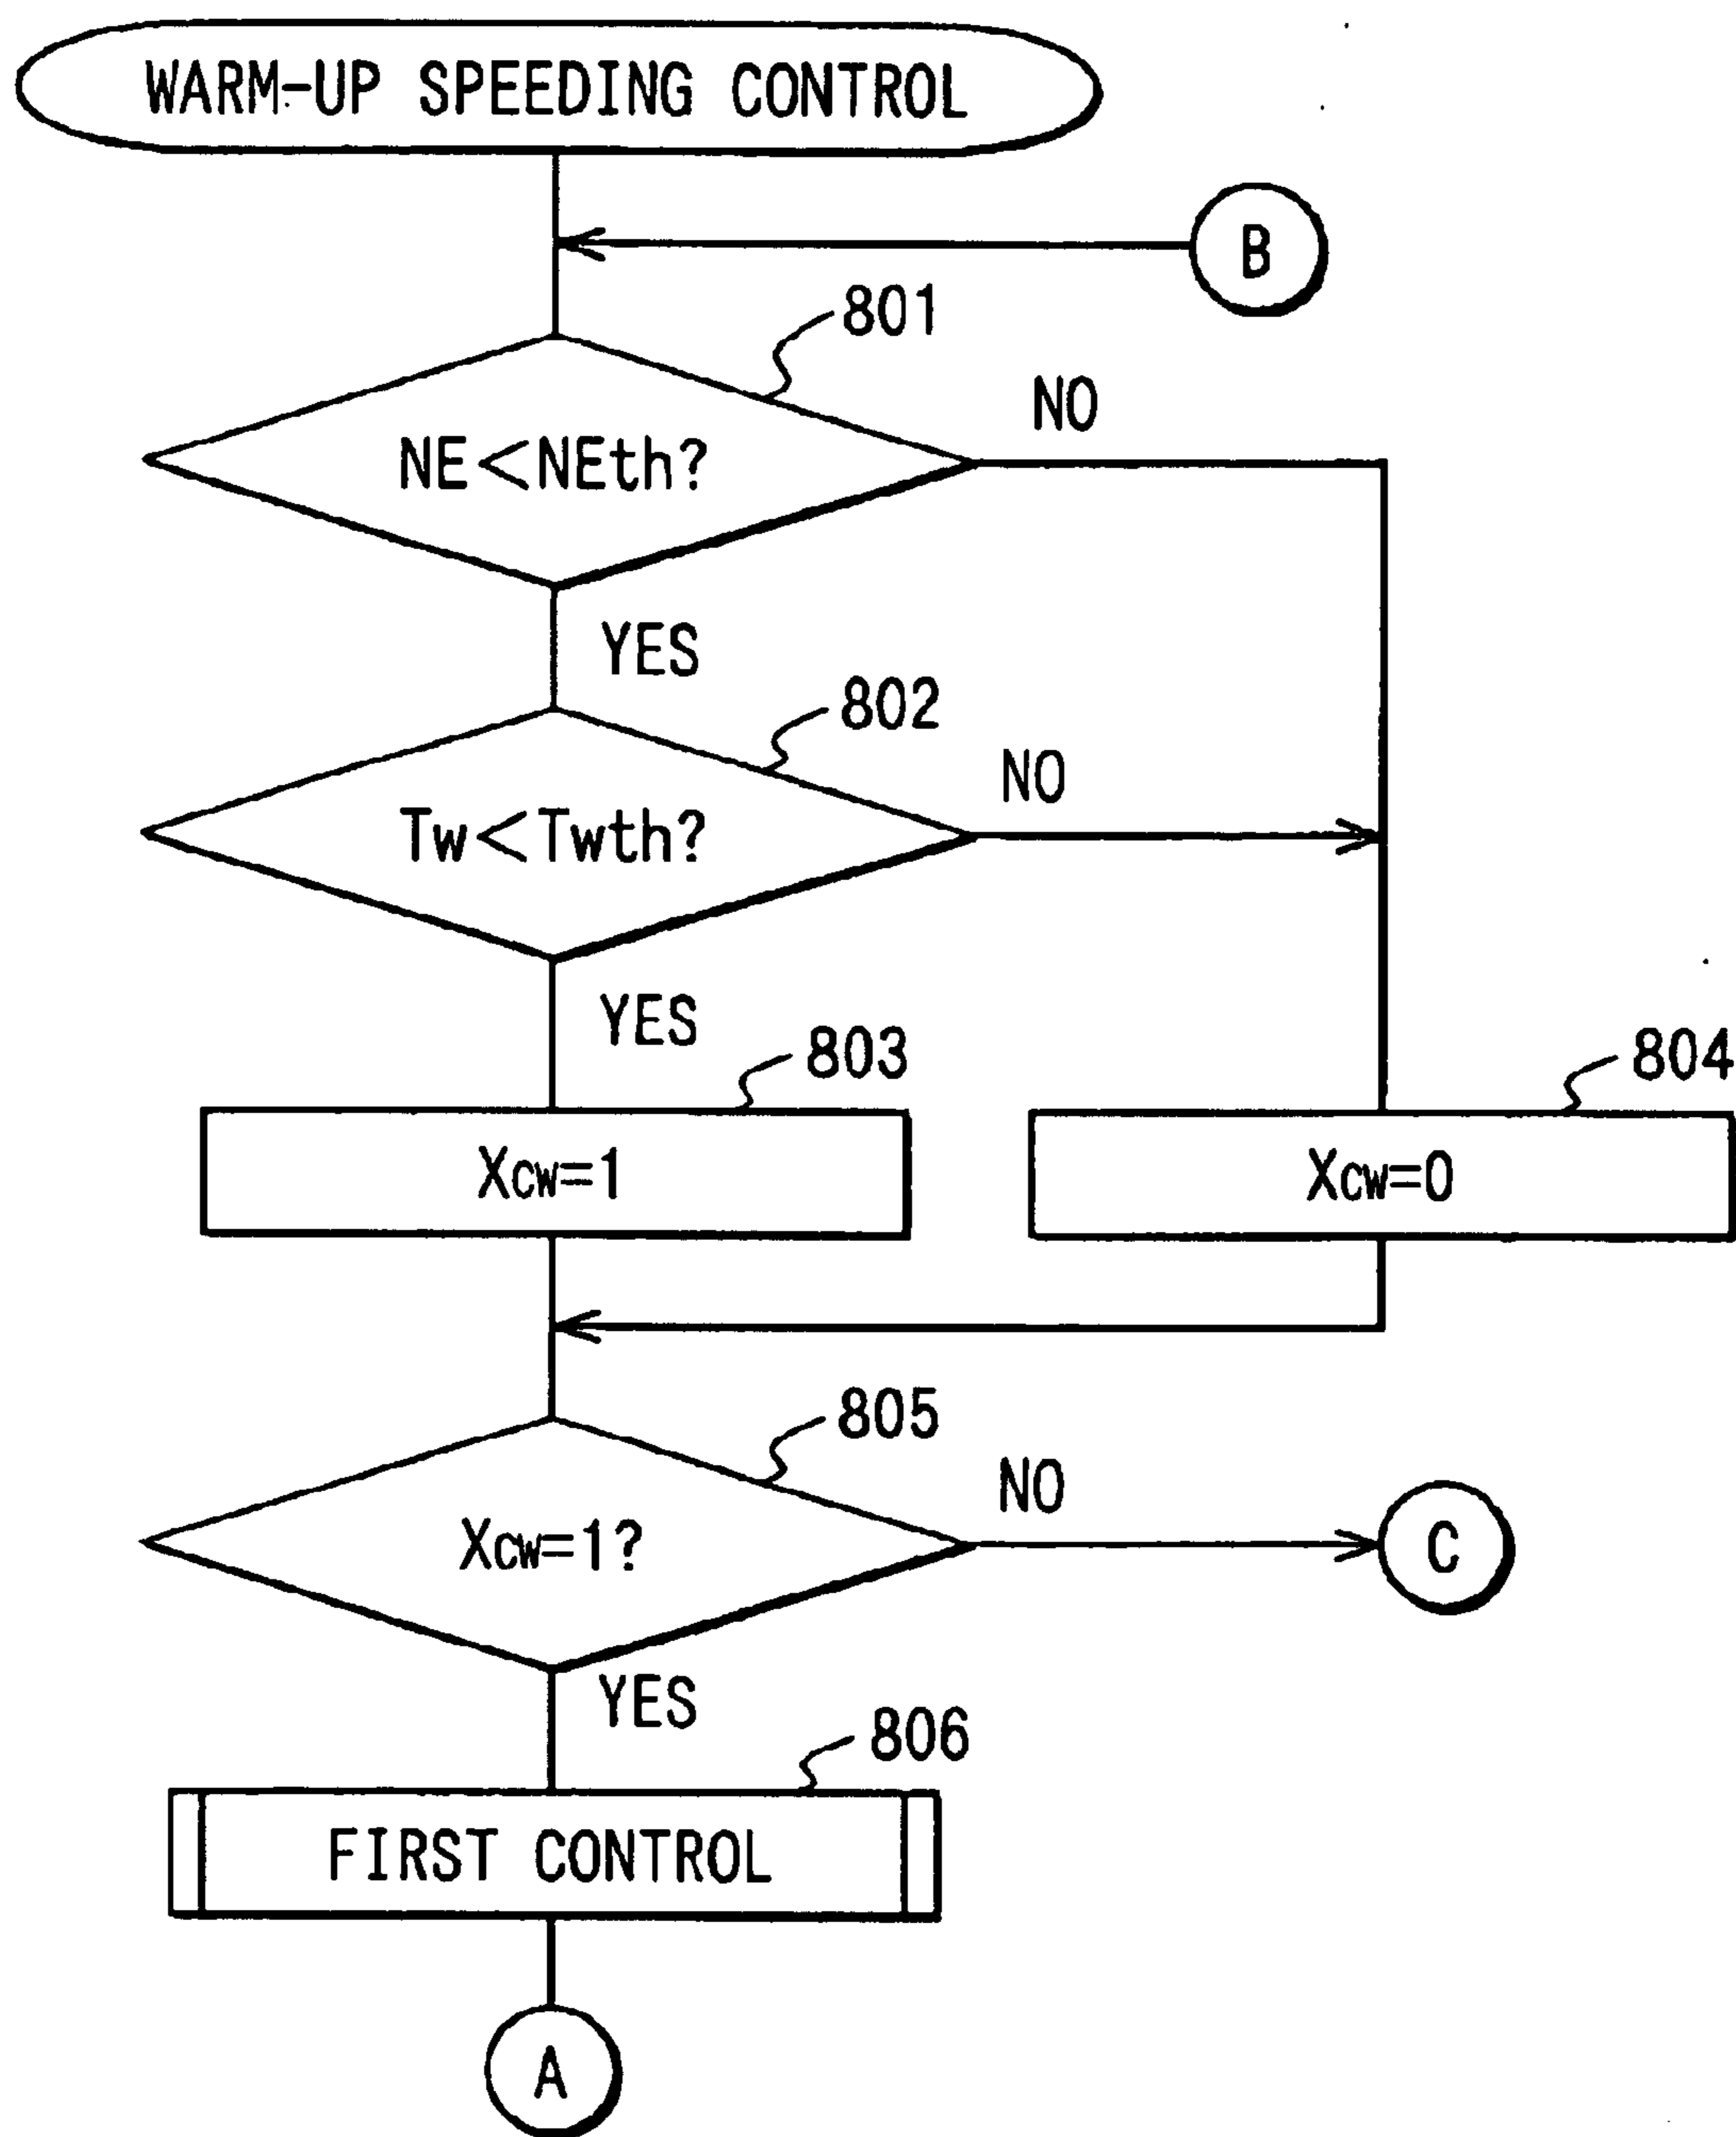 WARM-UP SPEEDING CONTROL
B
801
NE<NEth?
NO
YES
802
Tw<Twth?
NO
YES
803
804
Xcw=1
Xcw=0
805
Xcw=1?
NO
C
YES
806
FIRST CONTROL
A